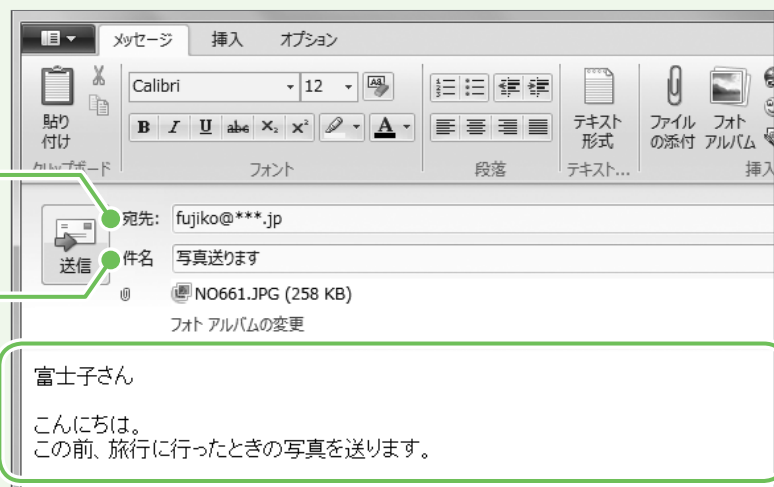 メッセージ 挿入 オプション
Calibri 12
B I U abc X₂ x² A
貼り
付け
テキスト
形式
ファイル
の添付
フォト
アルバム
クリップボード フォント 段落 テキスト... 挿入
宛先: fujiko@***.jp
送信
件名 写真送ります
NO661.JPG (258 KB)
フォト アルバムの変更
富士子さん
こんにちは。
この前、旅行に行ったときの写真を送ります。